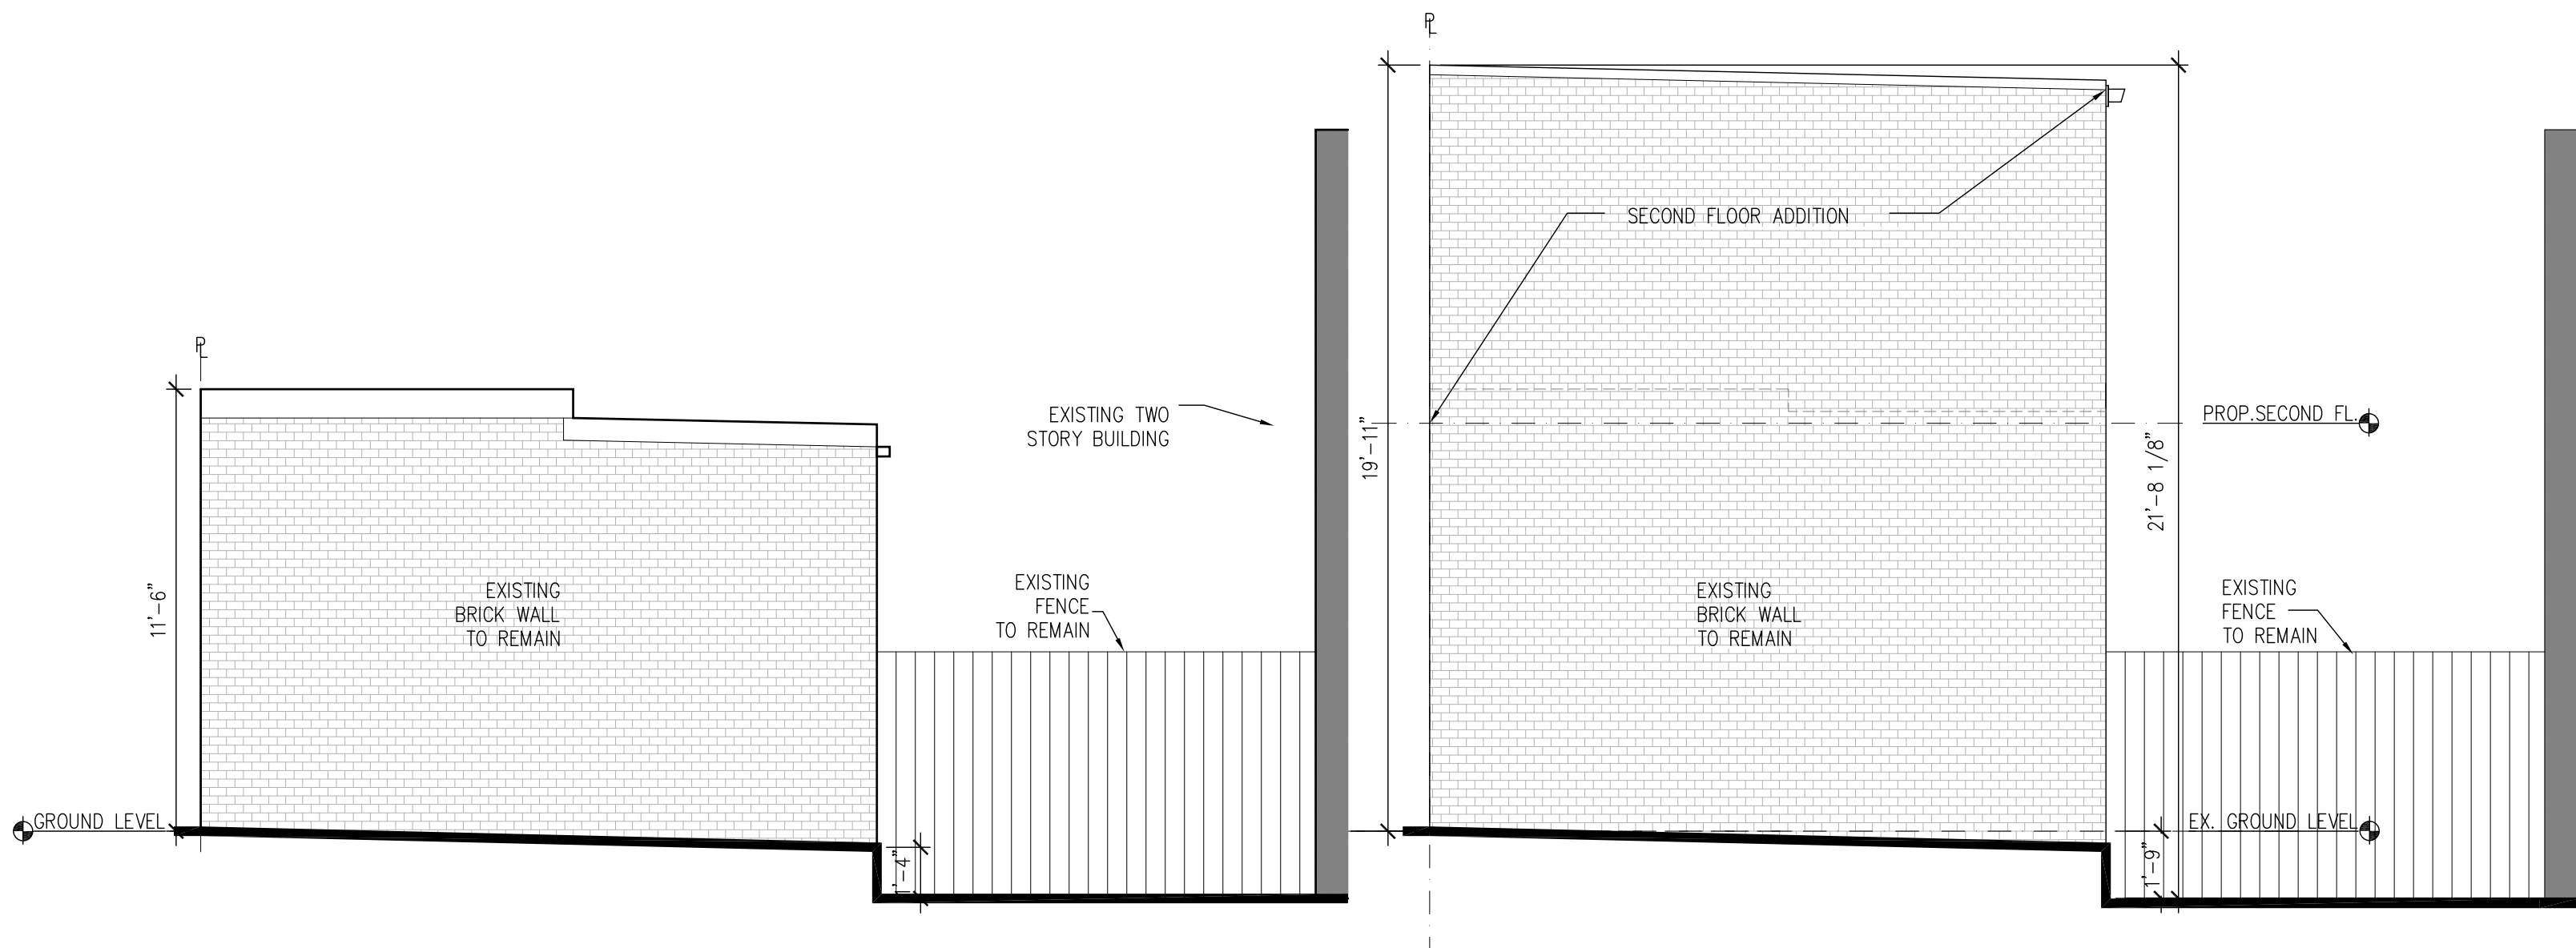 PL
11'-6"
GROUND LEVEL
EXISTING
BRICK WALL
TO REMAIN
EXISTING TWO
STORY BUILDING
EXISTING
FENCE
TO REMAIN
1'-4"
PL
19'-11"
SECOND FLOOR ADDITION
EXISTING
BRICK WALL
TO REMAIN
PROP.SECOND FL.
21'-8 1/8"
EXISTING
FENCE
TO REMAIN
EX. GROUND LEVEL
1'-9"